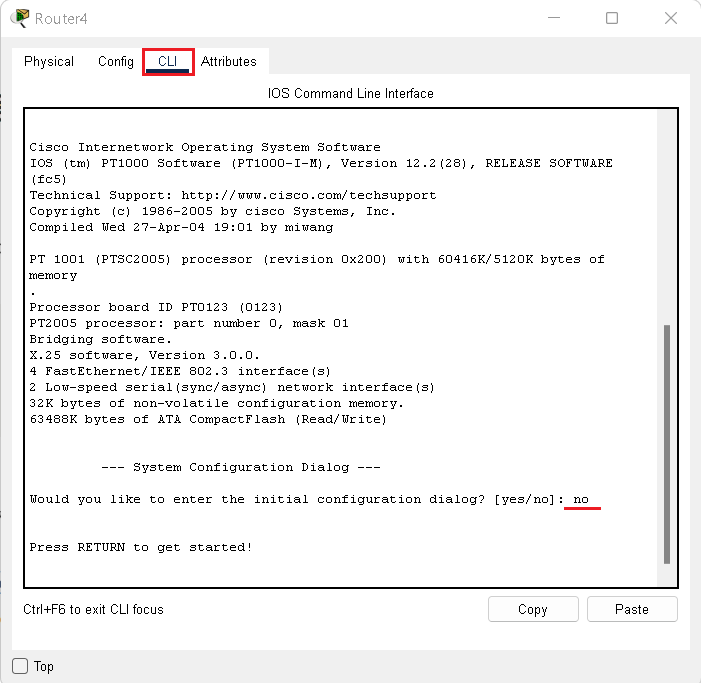 Router4
Physical Config CLI Attributes
IOS Command Line Interface
Cisco Internetwork Operating System Software
IOS (tm) PT1000 Software (PT1000-I-M), Version 12.2(28), RELEASE SOFTWARE
(fc5)
Technical Support: http://www.cisco.com/techsupport
Copyright (c) 1986-2005 by cisco Systems, Inc.
Compiled Wed 27-Apr-04 19:01 by miwang
PT 1001 (PTSC2005) processor (revision 0x200) with 60416K/5120K bytes of
memory
.
Processor board ID PT0123 (0123)
PT2005 processor: part number 0, mask 01
Bridging software.
X.25 software, Version 3.0.0.
4 FastEthernet/IEEE 802.3 interface(s)
2 Low-speed serial(sync/async) network interface(s)
32K bytes of non-volatile configuration memory.
63488K bytes of ATA CompactFlash (Read/Write)
--- System Configuration Dialog ---
Would you like to enter the initial configuration dialog? [yes/no]: no
Press RETURN to get started!
Ctrl+F6 to exit CLI focus
Copy Paste
Top